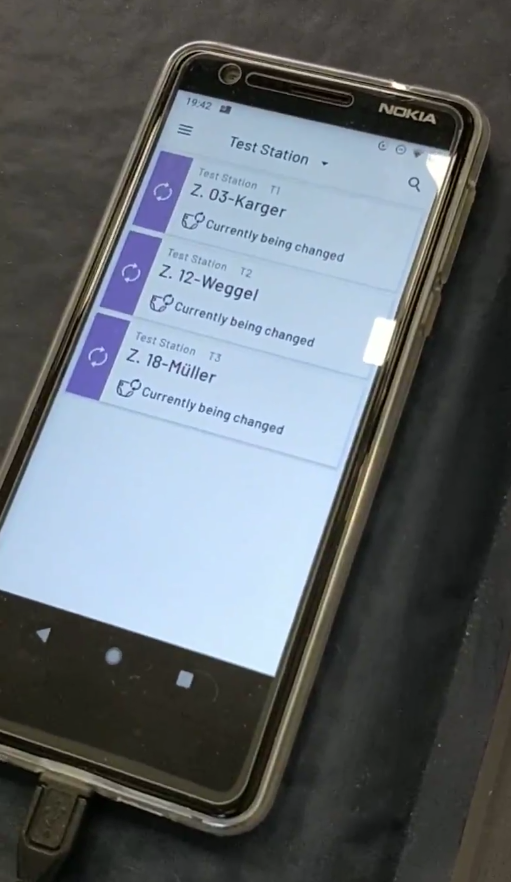 NOKIA
19:42
Test Station
Test Station T1
Z. 03-Karger
Currently being changed
Test Station T2
Z. 12-Weggel
Currently being changed
Test Station T3
Z. 18-Müller
Currently being changed